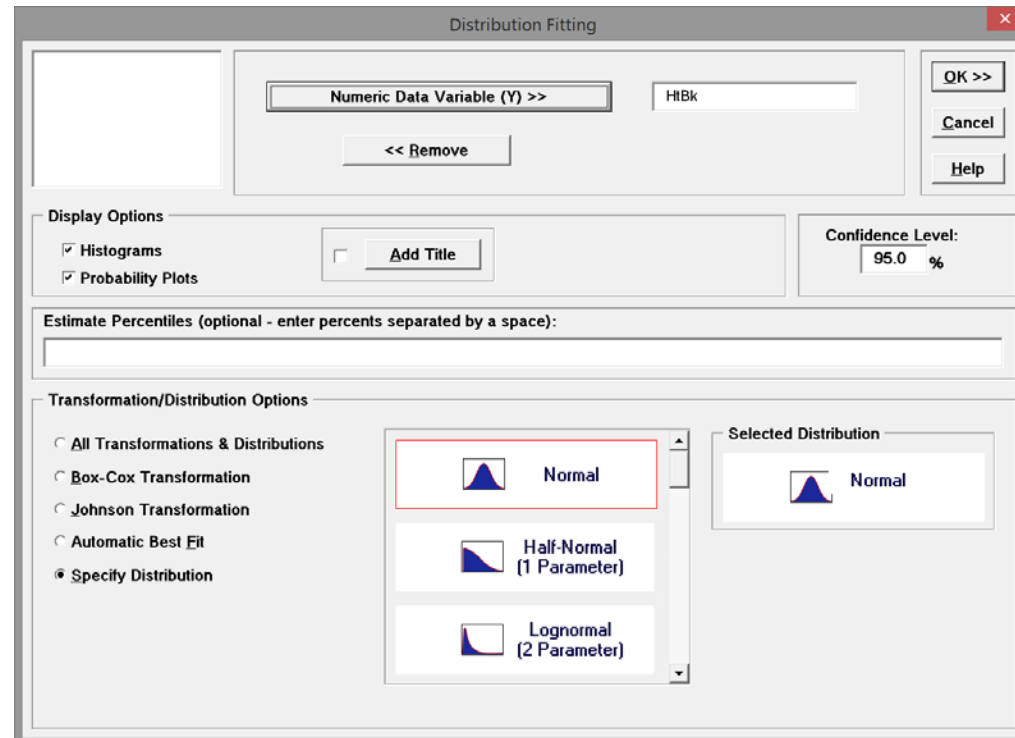 Distribution Fitting
Numeric Data Variable (Y) >>
HtBk
<< Remove
OK >>
Cancel
Help
Display Options
Histograms
Probability Plots
Add Title
Confidence Level:
95.0 %
Estimate Percentiles (optional - enter percents separated by a space):
Transformation/Distribution Options
All Transformations & Distributions
Box-Cox Transformation
Johnson Transformation
Automatic Best Fit
Specify Distribution
Normal
Half-Normal
(1 Parameter)
Lognormal
(2 Parameter)
Selected Distribution
Normal